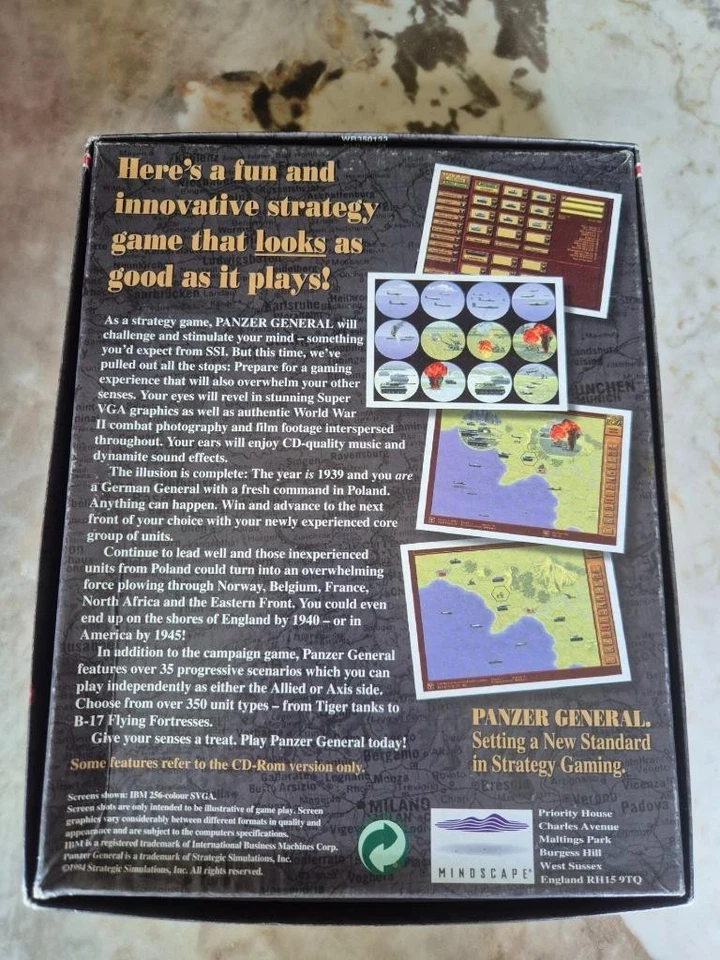 WB350133
Here's a fun and
innovative strategy
game that looks as
good as it plays!
As a strategy game, PANZER GENERAL will
challenge and stimulate your mind – something
you'd expect from SSI. But this time, we've
pulled out all the stops: Prepare for a gaming
experience that will also overwhelm your other
senses. Your eyes will revel in stunning Super
VGA graphics as well as authentic World War
II combat photography and film footage interspersed
throughout. Your ears will enjoy CD-quality music and
dynamite sound effects.
The illusion is complete: The year is 1939 and you are
a German General with a fresh command in Poland.
Anything can happen. Win and advance to the next
front of your choice with your newly experienced core
group of units.
Continue to lead well and those inexperienced
units from Poland could turn into an overwhelming
force plowing through Norway, Belgium, France,
North Africa and the Eastern Front. You could even
end up on the shores of England by 1940 – or in
America by 1945!
In addition to the campaign game, Panzer General
features over 35 progressive scenarios which you can
play independently as either the Allied or Axis side.
Choose from over 350 unit types – from Tiger tanks to
B-17 Flying Fortresses.
Give your senses a treat. Play Panzer General today!
Some features refer to the CD-Rom version only.
PANZER GENERAL.
Setting a New Standard
in Strategy Gaming.
Screens shown: IBM 256-colour SVGA.
Screen shots are only intended to be illustrative of game play. Screen
graphics vary considerably between different formats in quality and
appearance and are subject to the computers specifications.
IBM is a registered trademark of International Business Machines Corp.
Panzer General is a trademark of Strategic Simulations, Inc.
©1994 Strategic Simulations, Inc. All rights reserved.
MINDSCAPE
Priority House
Charles Avenue
Maltings Park
Burgess Hill
West Sussex
England RH15 9TQ
MÜNCHEN
Karlsruhe
Saarbrücken
Ludwigshafen
Heilbron
Landshut
MILANO
Bergamo
Padova
Verona
Brescia